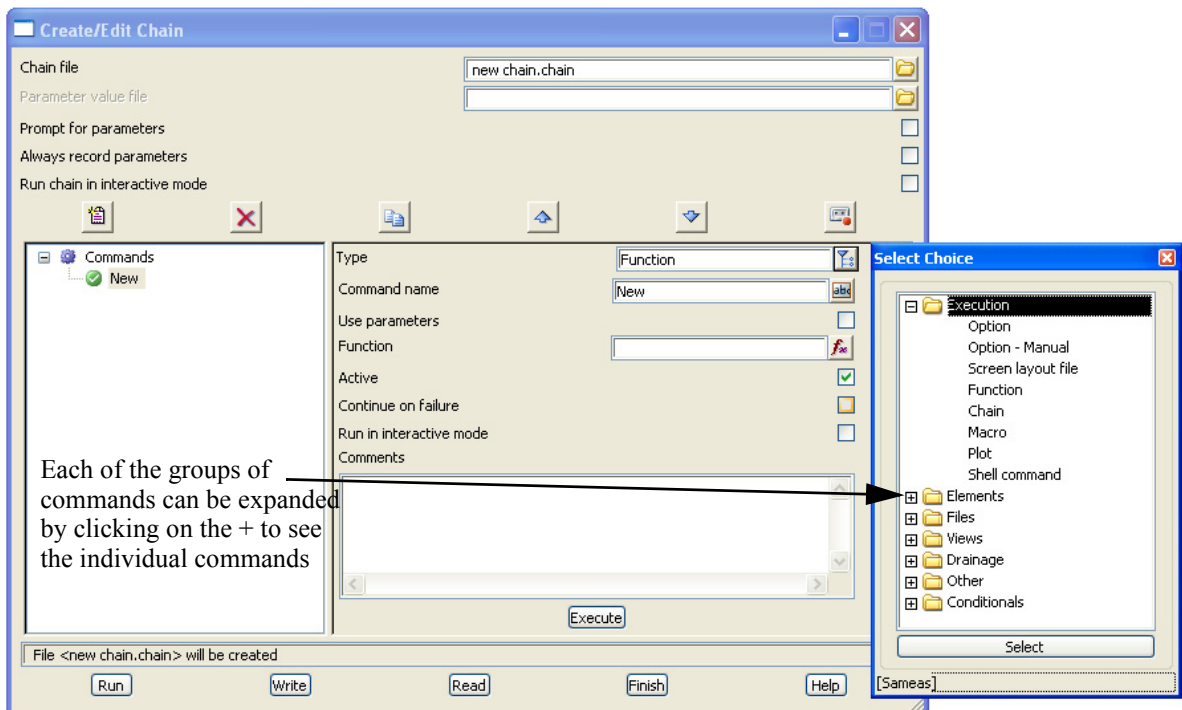 Create/Edit Chain
Chain file
new chain.chain
Parameter value file
Prompt for parameters
Always record parameters
Run chain in interactive mode
Commands
New
Type
Function
Command name
New
abc
Use parameters
Function
Active
Continue on failure
Run in interactive mode
Comments
Execute
Each of the groups of
commands can be expanded
by clicking on the + to see
the individual commands
File <new chain.chain> will be created
Run
Write
Read
Finish
Help
Select Choice
Execution
Option
Option - Manual
Screen layout file
Function
Chain
Macro
Plot
Shell command
Elements
Files
Views
Drainage
Other
Conditionals
Select
[Sameas]